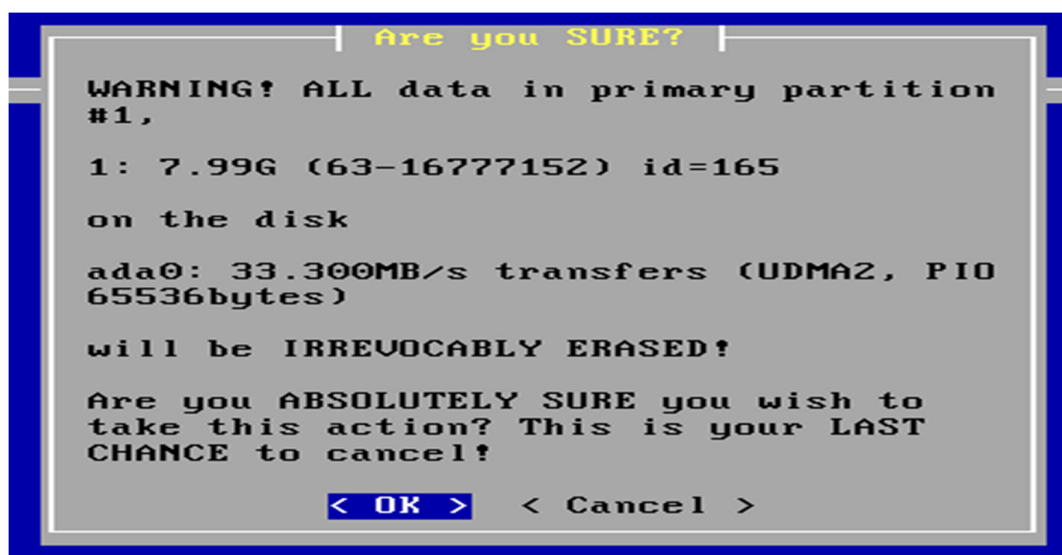 Are you SURE?
WARNING! ALL data in primary partition
#1,
1: 7.99G (63-16777152) id=165
on the disk
ada0: 33.300MB/s transfers (UDMA2, PIO
65536bytes)
will be IRREVOCABLY ERASED!
Are you ABSOLUTELY SURE you wish to
take this action? This is your LAST
CHANCE to cancel!
< OK > < Cancel >